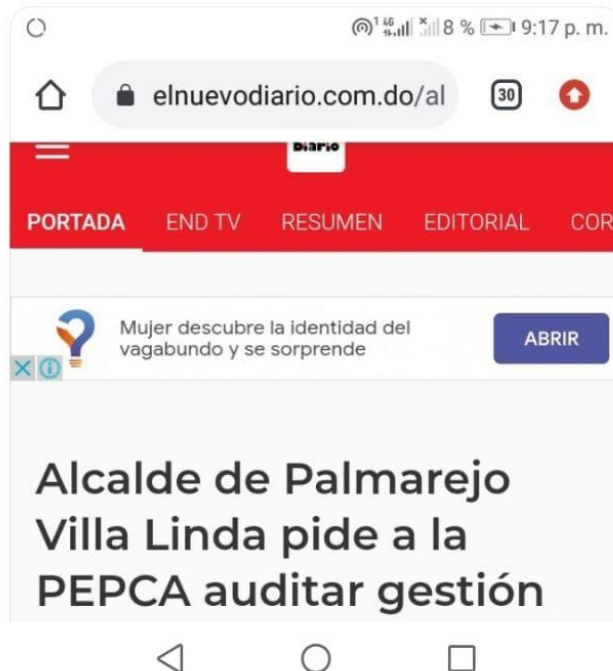 8 % 9:17 p. m.
elnuevodiario.com.do/al 30
Diario
PORTADA END TV RESUMEN EDITORIAL COR
Mujer descubre la identidad del
vagabundo y se sorprende
ABRIR
Alcalde de Palmarejo
Villa Linda pide a la
PEPCA auditar gestión